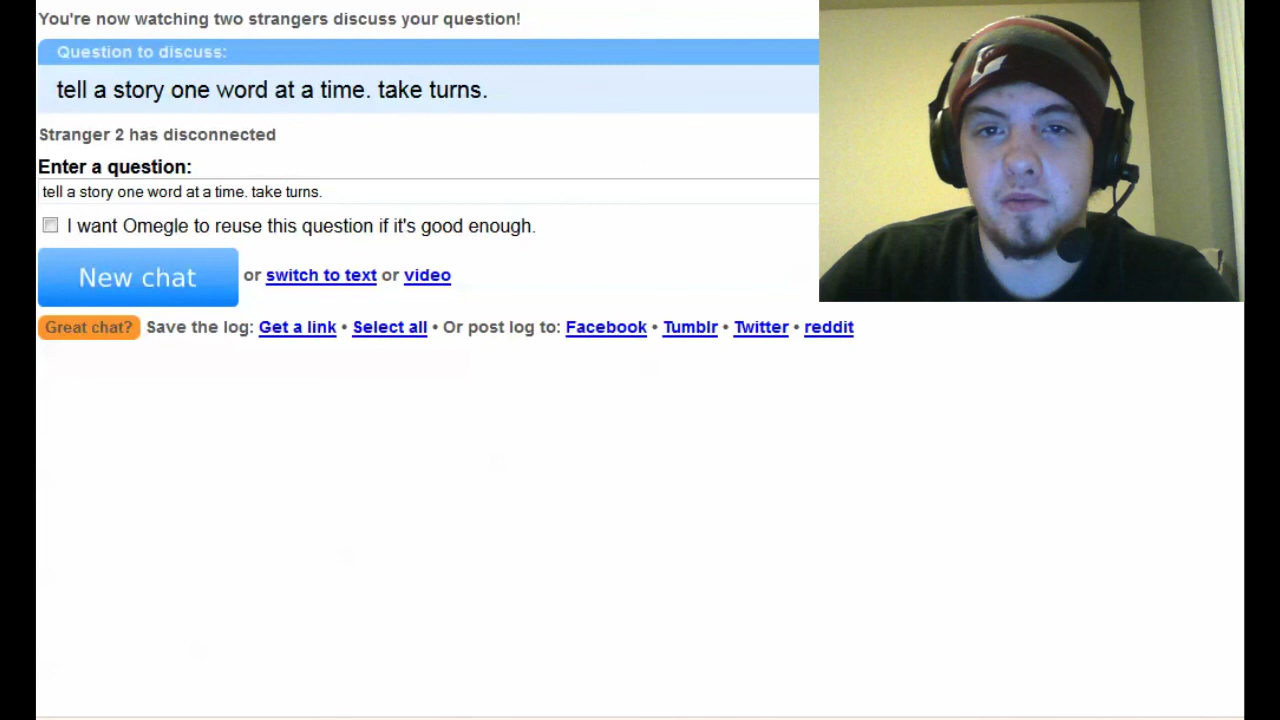 You're now watching two strangers discuss your question!
Question to discuss:
tell a story one word at a time. take turns.
Stranger 2 has disconnected
Enter a question:
tell a story one word at a time. take turns.
I want Omegle to reuse this question if it's good enough.
New chat or switch to text or video
Great chat? Save the log: Get a link • Select all • Or post log to: Facebook • Tumblr • Twitter • reddit